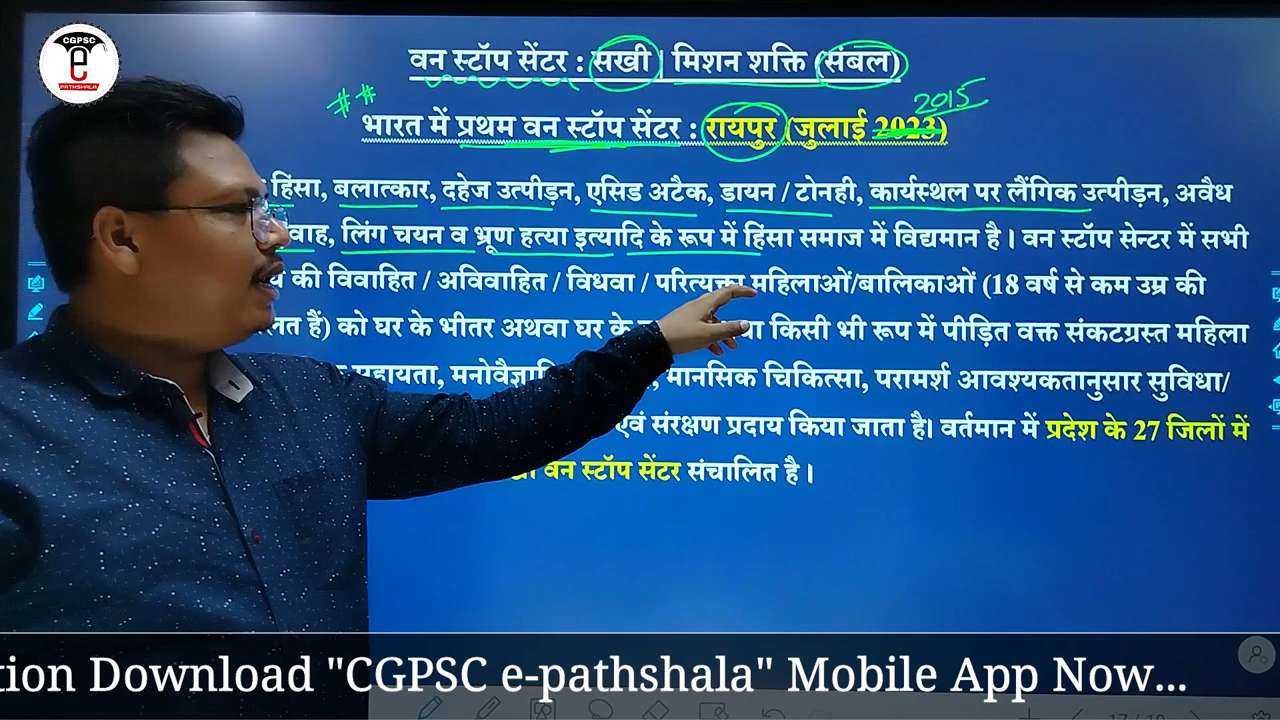 CGPSC
e
PATHSHALA
वन स्टॉप सेंटर : सखी | मिशन शक्ति (संबल)
2015
## भारत में प्रथम वन स्टॉप सेंटर : रायपुर (जुलाई 2023)
हिंसा, बलात्कार, दहेज उत्पीड़न, एसिड अटैक, डायन / टोनही, कार्यस्थल पर लैंगिक उत्पीड़न, अवैध
लिंग चयन व भ्रूण हत्या इत्यादि के रूप में हिंसा समाज में विद्यमान है। वन स्टॉप सेन्टर में सभी
की विवाहित / अविवाहित / विधवा / परित्यक्ता महिलाओं/बालिकाओं (18 वर्ष से कम उम्र की
को घर के भीतर अथवा घर के किसी भी रूप में पीड़ित वक्त संकटग्रस्त महिला
सहायता, मानसिक चिकित्सा, परामर्श आवश्यकतानुसार सुविधा/
एवं संरक्षण प्रदाय किया जाता है। वर्तमान में प्रदेश के 27 जिलों में
वन स्टॉप सेंटर संचालित है।
Download "CGPSC e-pathshala" Mobile App Now...